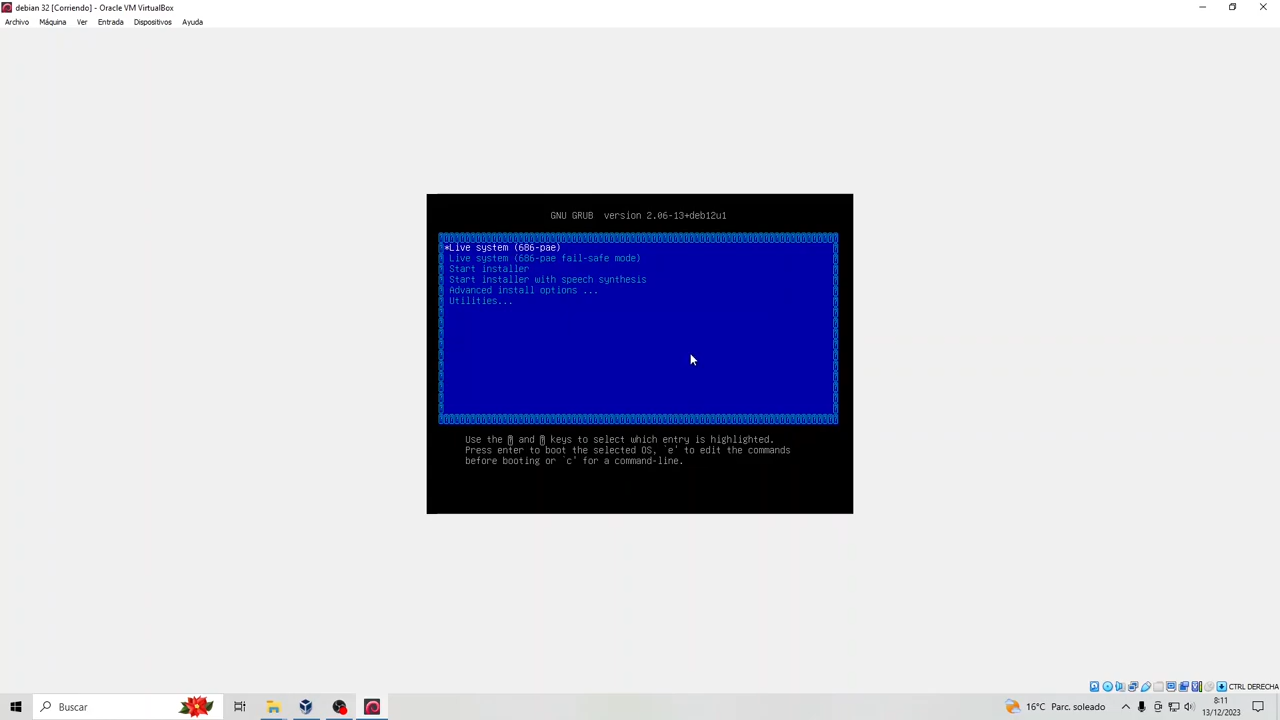 debian 32 [Corriendo] - Oracle VM VirtualBox
Archivo Máquina Ver Entrada Dispositivos Ayuda
GNU GRUB version 2.06-13+deb12u1
*Live system (686-pae)
Live system (686-pae fail-safe mode)
Start installer
Start installer with speech synthesis
Advanced install options ...
Utilities...
Use the and keys to select which entry is highlighted.
Press enter to boot the selected OS, `e' to edit the commands
before booting or `c' for a command-line.
CTRL DERECHA
Buscar
16°C Parc. soleado
8:11
13/12/2023